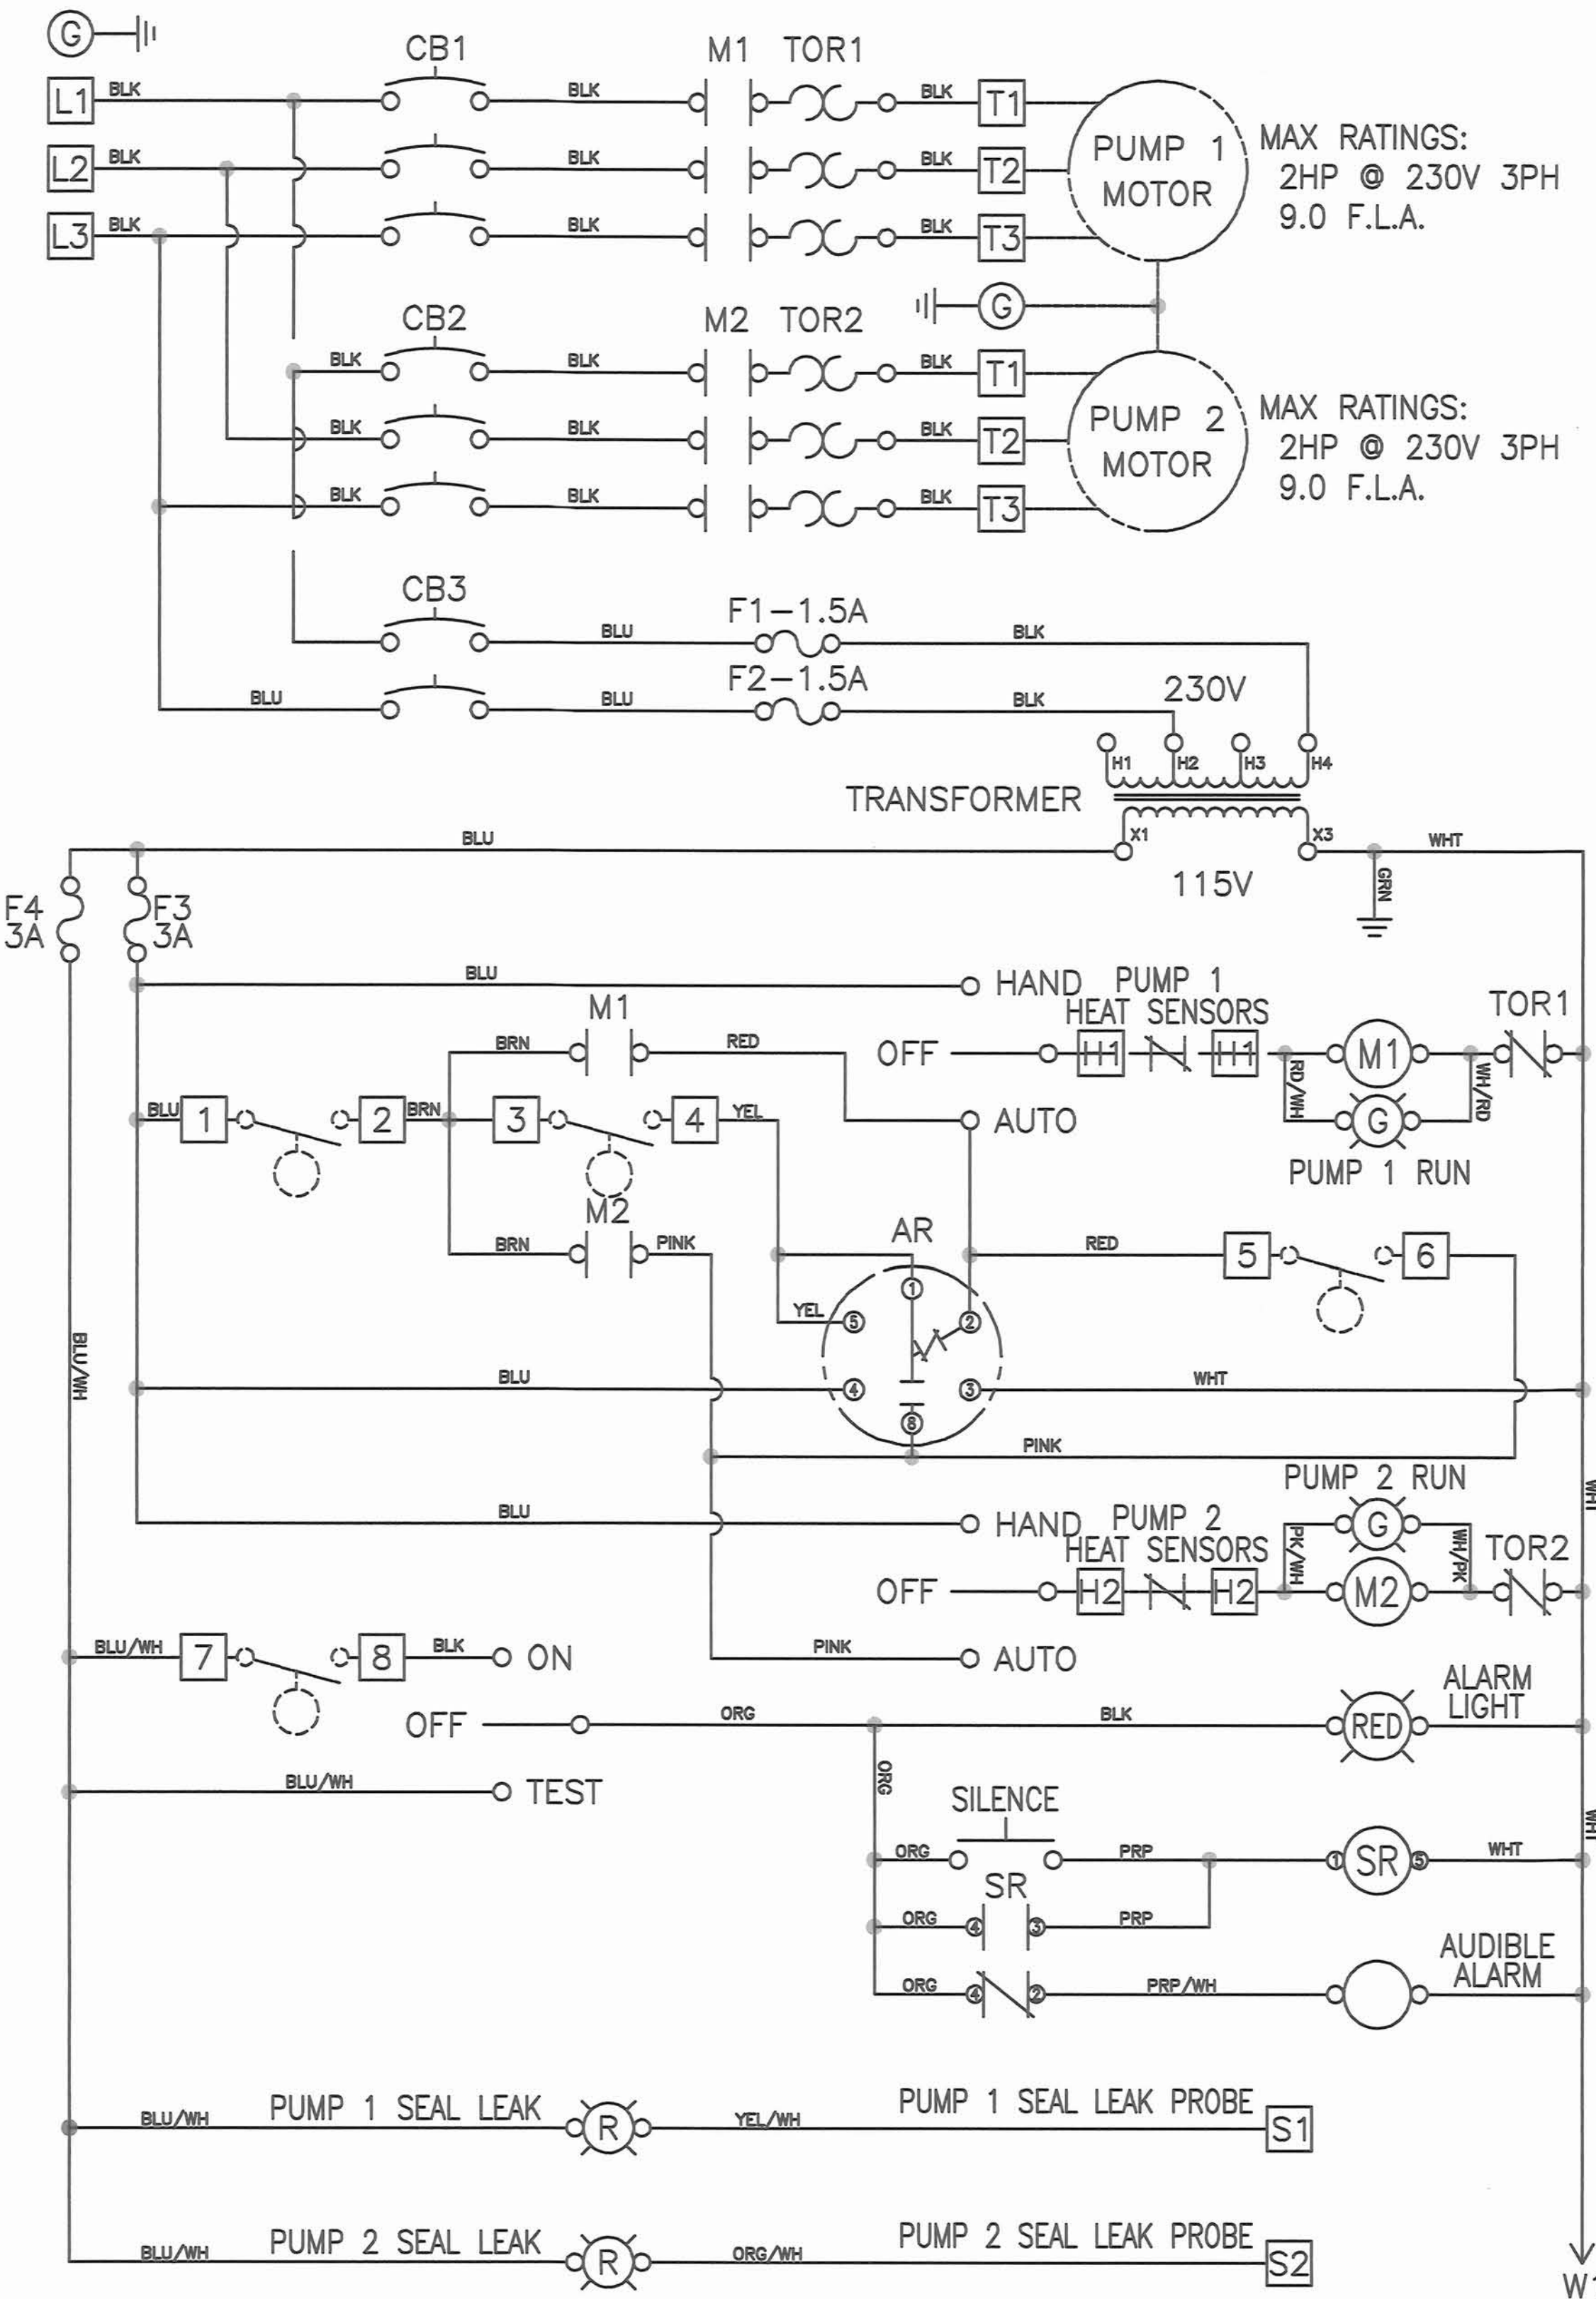 G
CB1 M1 TOR1
L1 BLK BLK BLK T1
L2 BLK BLK BLK T2
L3 BLK BLK BLK T3
PUMP 1
MOTOR
MAX RATINGS:
2HP @ 230V 3PH
9.0 F.L.A.
G
CB2 M2 TOR2
BLK BLK BLK T1
BLK BLK BLK T2
BLK BLK BLK T3
PUMP 2
MOTOR
MAX RATINGS:
2HP @ 230V 3PH
9.0 F.L.A.
CB3 F1-1.5A
BLU BLK
F2-1.5A 230V
BLU BLU BLK
H1 H2 H3 H4
TRANSFORMER
BLU X1 X3 WHT
115V GRN
F4
3A
F3
3A
BLU HAND PUMP 1
HEAT SENSORS TOR1
M1
BRN RED OFF H1 H1 M1
RD/WH WH/RD
BLU 1 2 BRN 3 4 YEL AUTO G
PUMP 1 RUN
M2 AR
BRN PINK RED 5 6
1
YEL 5 2
BLU/WH
BLU 4 3 WHT
8
PINK
PUMP 2 RUN
WHT
BLU HAND PUMP 2 G
HEAT SENSORS PK/WH WH/PK TOR2
OFF H2 H2 M2
BLU/WH 7 8 BLK ON PINK AUTO
ALARM
LIGHT
OFF ORG BLK RED
ORG
BLU/WH TEST SILENCE
WHT
ORG PRP 1 SR 5 WHT
SR
ORG 4 3 PRP
AUDIBLE
ALARM
ORG 4 2 PRP/WH
BLU/WH PUMP 1 SEAL LEAK R YEL/WH PUMP 1 SEAL LEAK PROBE S1
BLU/WH PUMP 2 SEAL LEAK R ORG/WH PUMP 2 SEAL LEAK PROBE S2